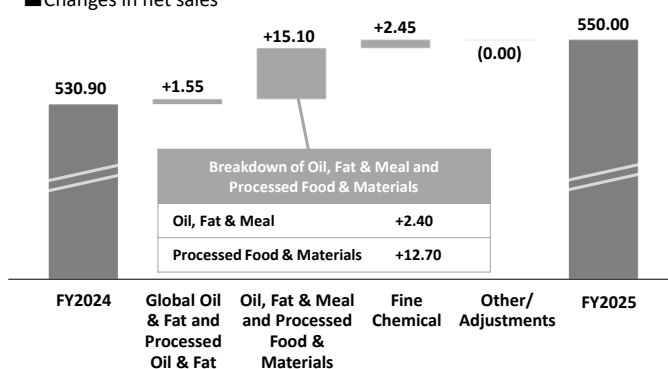 ■Changes in net sales
550.00
+15.10
+2.45
(0.00)
530.90
+1.55
Breakdown of Oil, Fat & Meal and
Processed Food & Materials
Oil, Fat & Meal +2.40
Processed Food & Materials +12.70
FY2024
Global Oil
& Fat and
Processed
Oil & Fat
Oil, Fat & Meal
and Processed
Food &
Materials
Fine
Chemical
Other/
Adjustments
FY2025